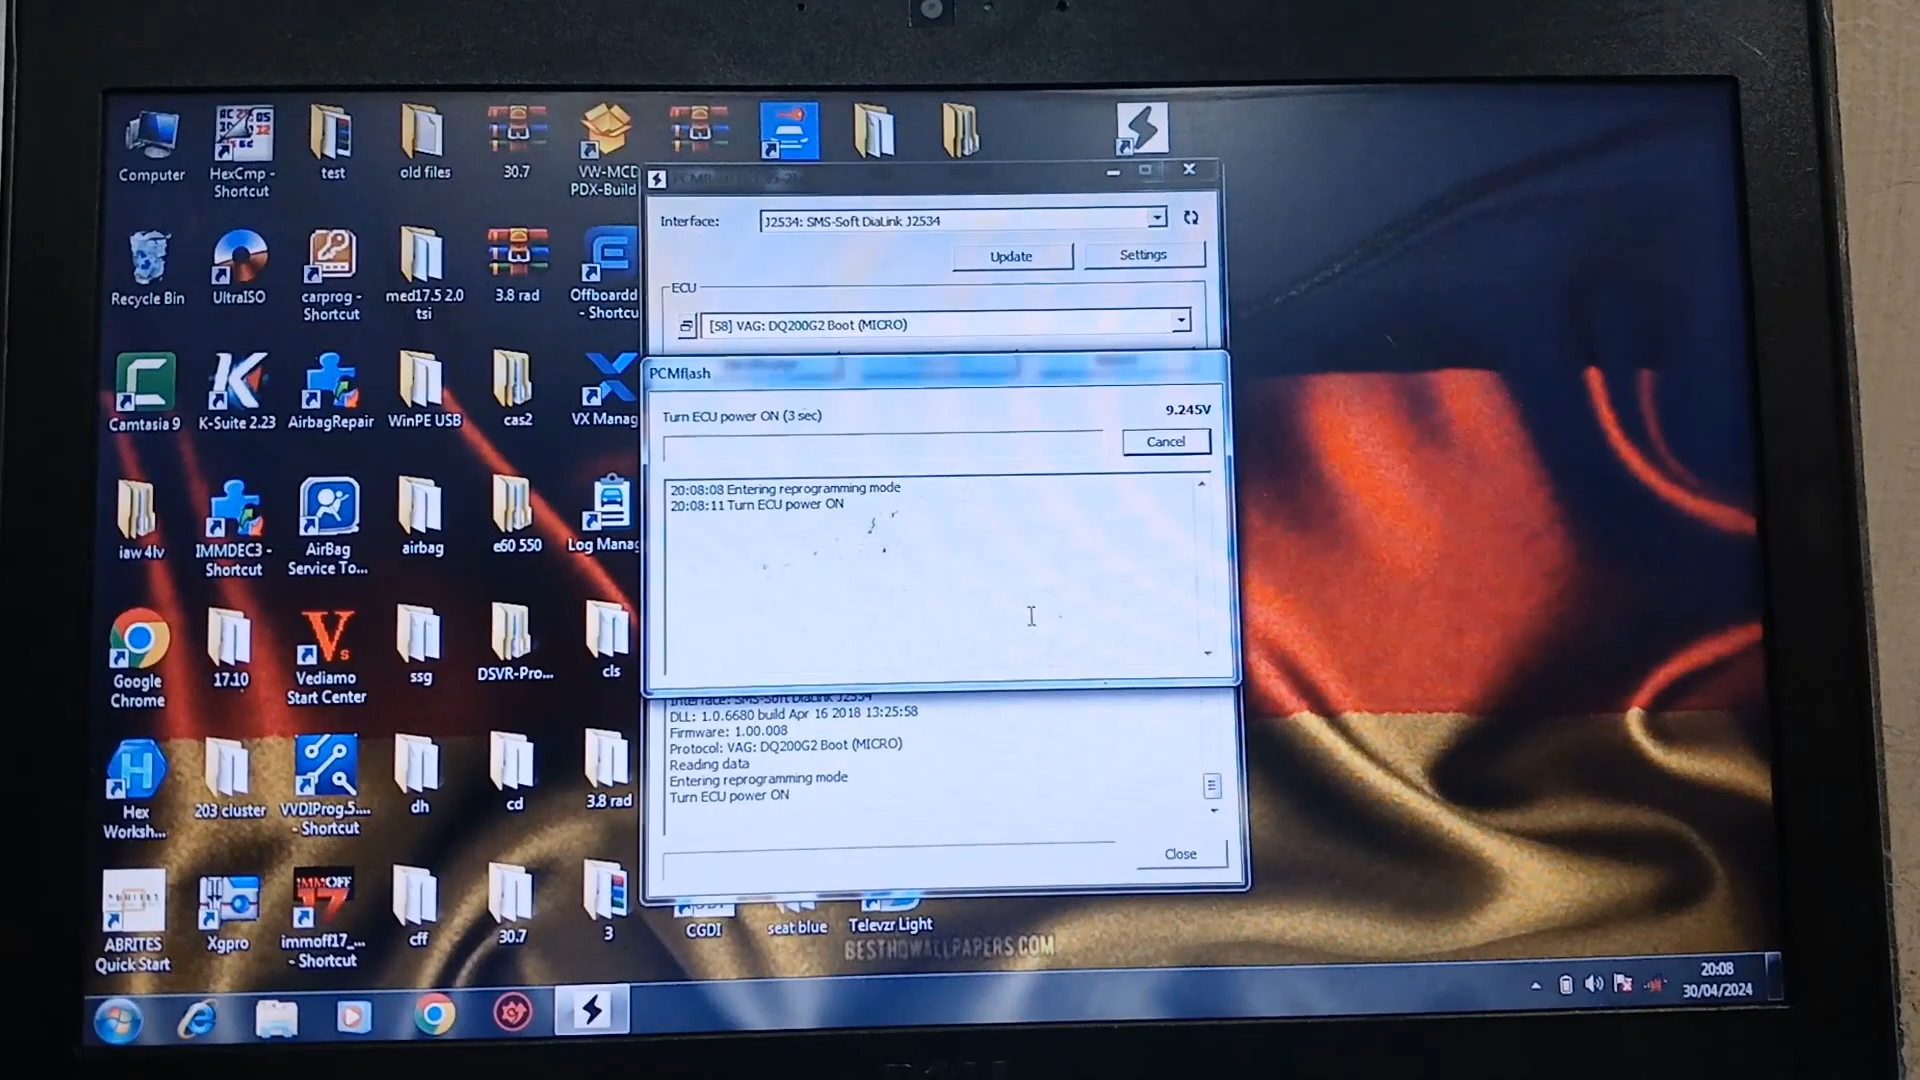 Computer
HexCmp -
Shortcut
test
old files
30.7
VW-MCD
PDX-Build
Recycle Bin
UltraISO
carprog -
Shortcut
med17.5 2.0
tsi
3.8 rad
Offboardd
- Shortcu
Camtasia 9
K-Suite 2.23
AirbagRepair
WinPE USB
cas2
VX Manag
iaw 4lv
IMMDEC3 -
Shortcut
AirBag
Service To...
airbag
e60 550
Log Manag
Google
Chrome
17.10
Vediamo
Start Center
ssg
DSVR-Pro...
cls
Hex
Worksh...
203 cluster
VVDIProg5....
- Shortcut
dh
cd
3.8 rad
ABRITES
Quick Start
Xgpro
immoff17_...
- Shortcut
cff
30.7
3
CGDI
seat blue
Televzr Light
BESTHDWALLPAPERS.COM
Interface:
J2534: SMS-Soft DiaLink J2534
Update
Settings
ECU
[58] VAG: DQ200G2 Boot (MICRO)
PCMflash
Turn ECU power ON (3 sec)
9.245V
Cancel
20:08:08 Entering reprogramming mode
20:08:11 Turn ECU power ON
Interface: SMS-Soft DiaLink J2534
DLL: 1.0.6680 build Apr 16 2018 13:25:58
Firmware: 1.00.008
Protocol: VAG: DQ200G2 Boot (MICRO)
Reading data
Entering reprogramming mode
Turn ECU power ON
Close
20:08
30/04/2024